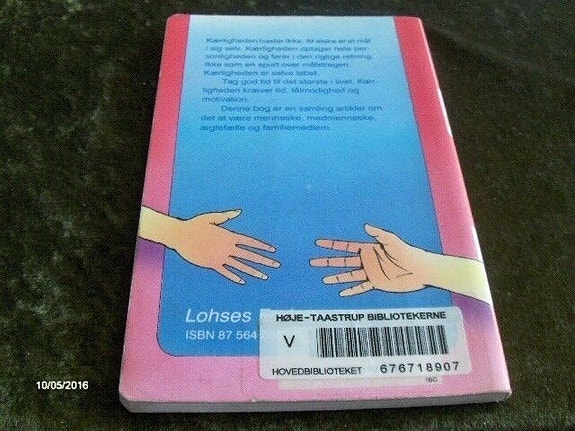 Kærligheden haster ikke. At elske er et mål
i sig selv. Kærligheden optager hele per-
sonligheden og fører i den rigtige retning,
ikke som en spurt over målstregen.
Kærligheden er selve løbet.
Tag god tid til det største i livet. Kær-
ligheden kræver tid, tålmodighed og
motivation.
Denne bog er en samling artikler om
det at være menneske, medmenneske,
ægtefælle og familiemedlem.
Lohses
ISBN 87 564
HØJE-TAASTRUP BIBLIOTEKERNE
V
HOVEDBIBLIOTEKET 676718907
IBC
10/05/2016